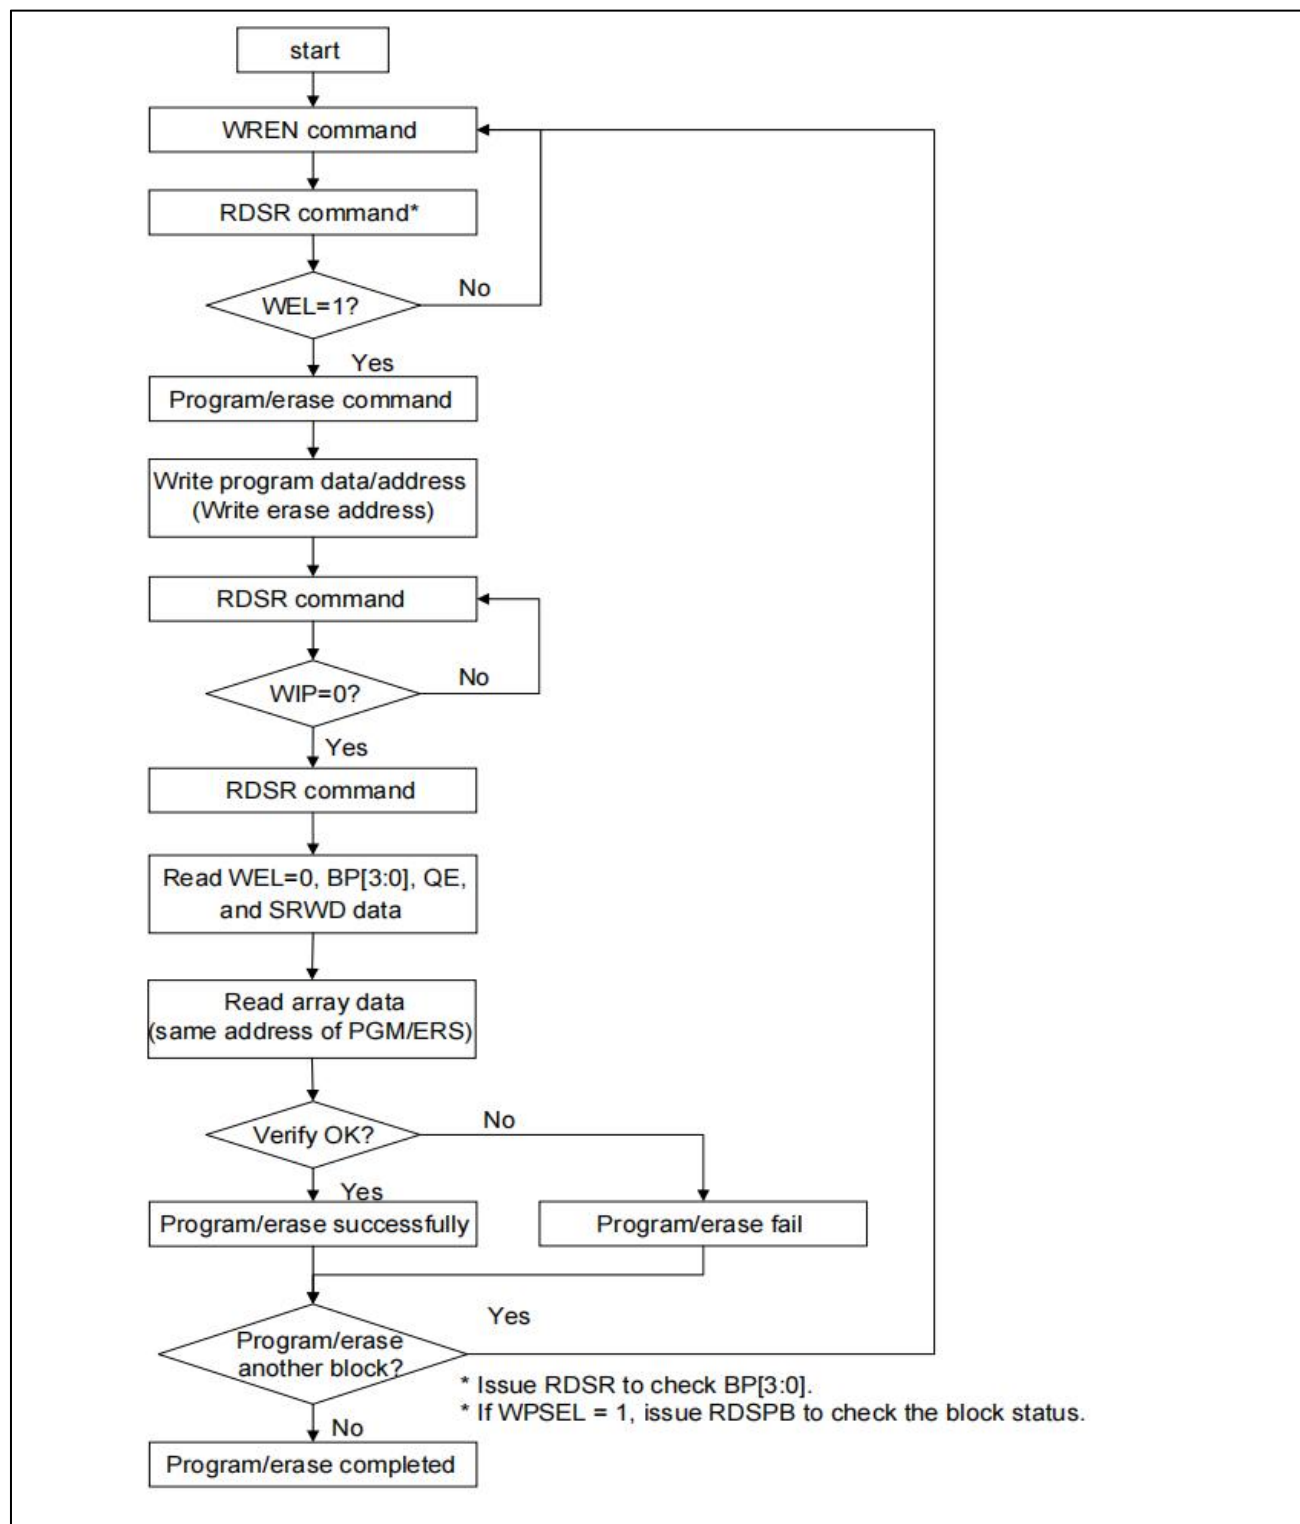 start
WREN command
RDSR command*
WEL=1?
No
Yes
Program/erase command
Write program data/address
(Write erase address)
RDSR command
WIP=0?
No
Yes
RDSR command
Read WEL=0, BP[3:0], QE,
and SRWD data
Read array data
(same address of PGM/ERS)
Verify OK?
No
Yes
Program/erase successfully
Program/erase fail
Program/erase
another block?
Yes
* Issue RDSR to check BP[3:0].
* If WPSEL = 1, issue RDSPB to check the block status.
No
Program/erase completed